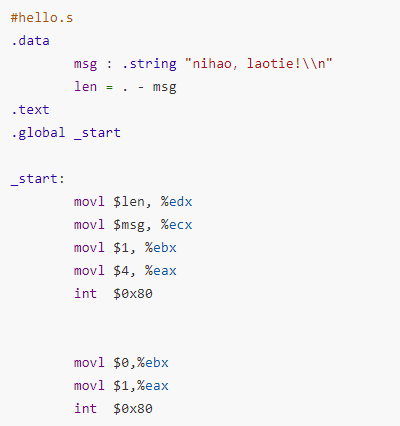 #hello.s
.data
msg : .string "nihao, laotie!\\n"
len = . - msg
.text
.global _start
_start:
movl $len, %edx
movl $msg, %ecx
movl $1, %ebx
movl $4, %eax
int $0x80
movl $0,%ebx
movl $1,%eax
int $0x80